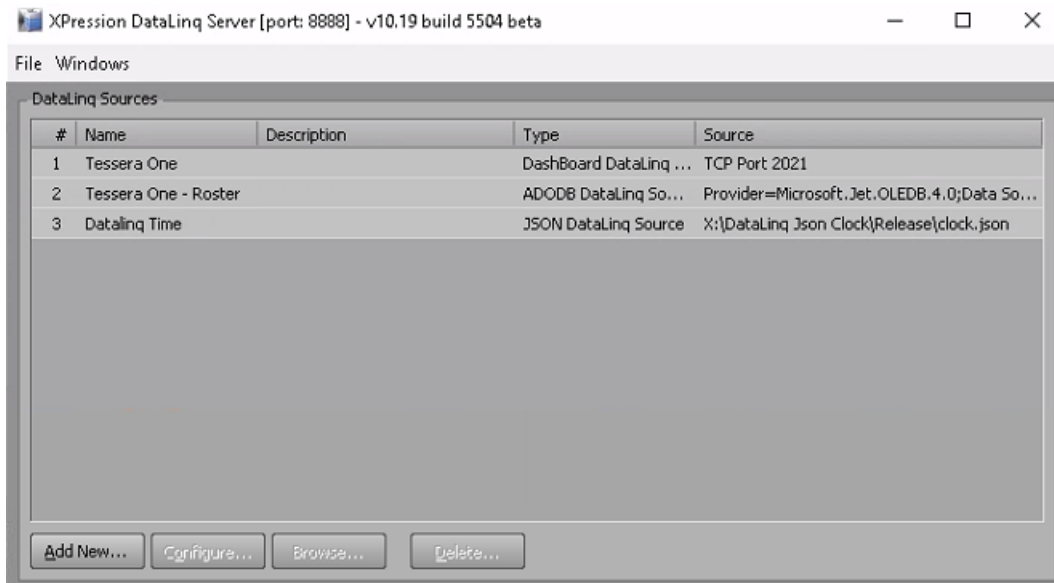 XPression DataLinq Server [port: 8888] - v10.19 build 5504 beta
File Windows
DataLinq Sources
# Name Description Type Source
1 Tessera One DashBoard DataLinq ... TCP Port 2021
2 Tessera One - Roster ADODB DataLinq So... Provider=Microsoft.Jet.OLEDB.4.0;Data So...
3 Datalinq Time JSON DataLinq Source X:\DataLinq Json Clock\Release\clock.json
Add New... Configure... Browse... Delete...